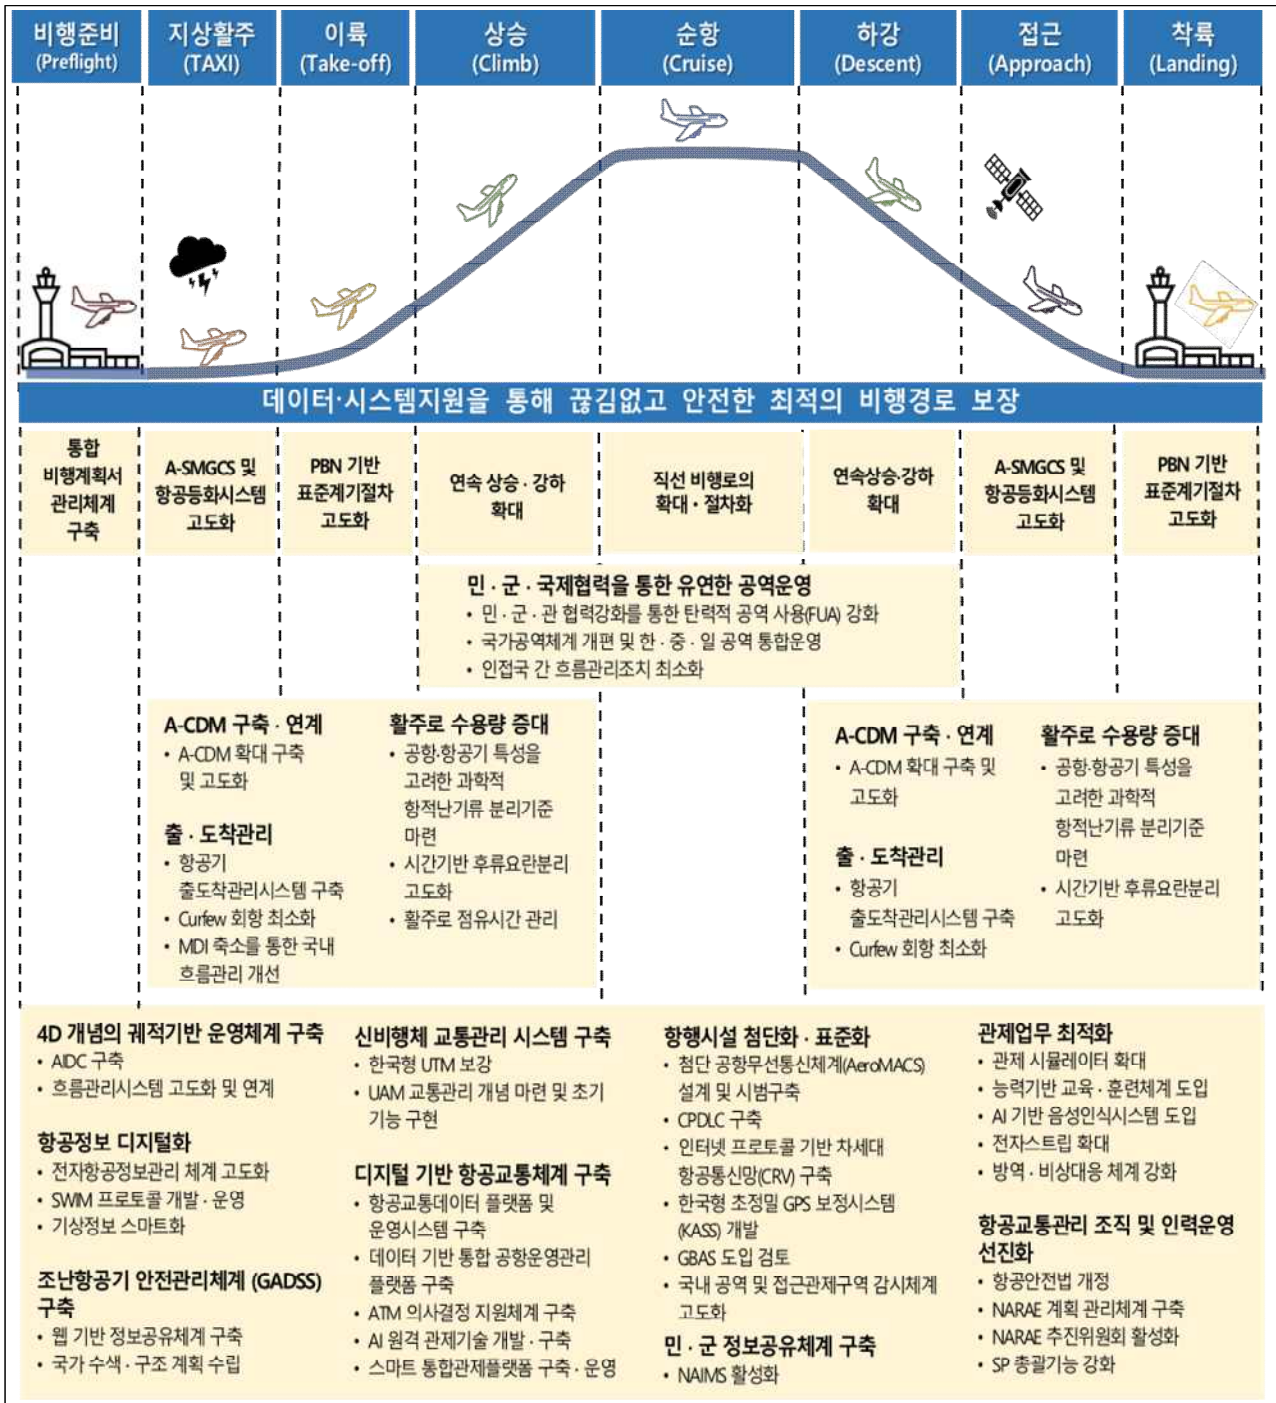 비행준비
(Preflight)
지상활주
(TAXI)
이륙
(Take-off)
상승
(Climb)
순항
(Cruise)
하강
(Descent)
접근
(Approach)
착륙
(Landing)
데이터·시스템지원을 통해 끊김없고 안전한 최적의 비행경로 보장
통합
비행계획서
관리체계
구축
A-SMGCS 및
항공등화시스템
고도화
PBN 기반
표준계기절차
고도화
연속 상승 · 강하
확대
직선 비행로의
확대 · 절차화
연속상승·강하
확대
A-SMGCS 및
항공등화시스템
고도화
PBN 기반
표준계기절차
고도화
민 · 군 · 국제협력을 통한 유연한 공역운영
• 민 · 군 · 관 협력강화를 통한 탄력적 공역 사용(FUA) 강화
• 국가공역체계 개편 및 한 · 중 · 일 공역 통합운영
• 인접국 간 흐름관리조치 최소화
A-CDM 구축 · 연계
• A-CDM 확대 구축
및 고도화
출 · 도착관리
• 항공기
출도착관리시스템 구축
• Curfew 회항 최소화
• MDI 축소를 통한 국내
흐름관리 개선
활주로 수용량 증대
• 공항·항공기 특성을
고려한 과학적
항적난기류 분리기준
마련
• 시간기반 후류요란분리
고도화
• 활주로 점유시간 관리
A-CDM 구축 · 연계
• A-CDM 확대 구축 및
고도화
출 · 도착관리
• 항공기
출도착관리시스템 구축
• Curfew 회항 최소화
활주로 수용량 증대
• 공항·항공기 특성을
고려한 과학적
항적난기류 분리기준
마련
• 시간기반 후류요란분리
고도화
4D 개념의 궤적기반 운영체계 구축
• AIDC 구축
• 흐름관리시스템 고도화 및 연계
항공정보 디지털화
• 전자항공정보관리 체계 고도화
• SWIM 프로토콜 개발 · 운영
• 기상정보 스마트화
조난항공기 안전관리체계 (GADSS)
구축
• 웹 기반 정보공유체계 구축
• 국가 수색 · 구조 계획 수립
신비행체 교통관리 시스템 구축
• 한국형 UTM 보강
• UAM 교통관리 개념 마련 및 초기
기능 구현
디지털 기반 항공교통체계 구축
• 항공교통데이터 플랫폼 및
운영시스템 구축
• 데이터 기반 통합 공항운영관리
플랫폼 구축
• ATM 의사결정 지원체계 구축
• AI 원격 관제기술 개발 · 구축
• 스마트 통합관제플랫폼 구축 · 운영
항행시설 첨단화 · 표준화
• 첨단 공항무선통신체계(AeroMACS)
설계 및 시범구축
• CPDLC 구축
• 인터넷 프로토콜 기반 차세대
항공통신망(CRV) 구축
• 한국형 초정밀 GPS 보정시스템
(KASS) 개발
• GBAS 도입 검토
• 국내 공역 및 접근관제구역 감시체계
고도화
민 · 군 정보공유체계 구축
• NAIMS 활성화
관제업무 최적화
• 관제 시뮬레이터 확대
• 능력기반 교육 · 훈련체계 도입
• AI 기반 음성인식시스템 도입
• 전자스트립 확대
• 방역 · 비상대응 체계 강화
항공교통관리 조직 및 인력운영
선진화
• 항공안전법 개정
• NARAE 계획 관리체계 구축
• NARAE 추진위원회 활성화
• SP 총괄기능 강화